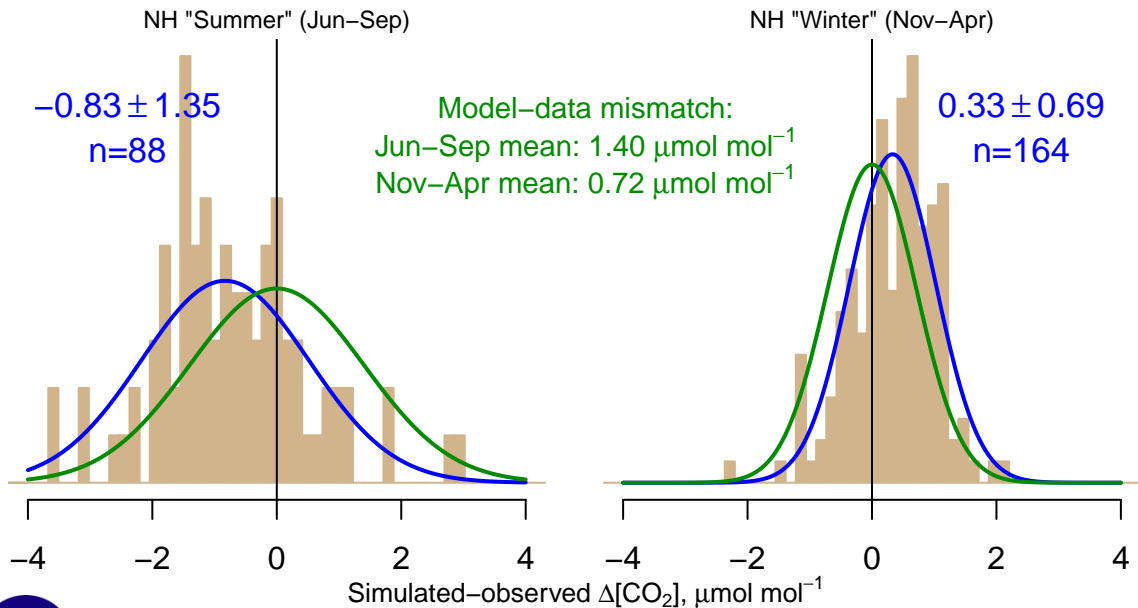 NH "Summer" (Jun−Sep)
−0.83 ± 1.35
n=88
Model−data mismatch:
Jun−Sep mean: 1.40 μmol mol⁻¹
Nov−Apr mean: 0.72 μmol mol⁻¹
NH "Winter" (Nov−Apr)
0.33 ± 0.69
n=164
−4 −2 0 2 4
−4 −2 0 2 4
Simulated−observed Δ[CO₂], μmol mol⁻¹